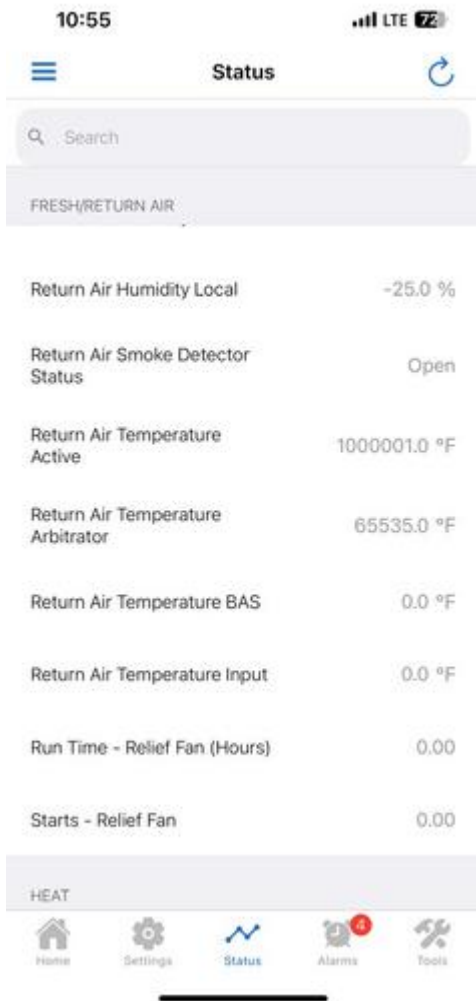 10:55
LTE 72
Status
Search
FRESH/RETURN AIR
Return Air Humidity Local -25.0 %
Return Air Smoke Detector
Status Open
Return Air Temperature
Active 1000001.0 °F
Return Air Temperature
Arbitrator 65535.0 °F
Return Air Temperature BAS 0.0 °F
Return Air Temperature Input 0.0 °F
Run Time - Relief Fan (Hours) 0.00
Starts - Relief Fan 0.00
HEAT
4
Home Settings Status Alarms Tools